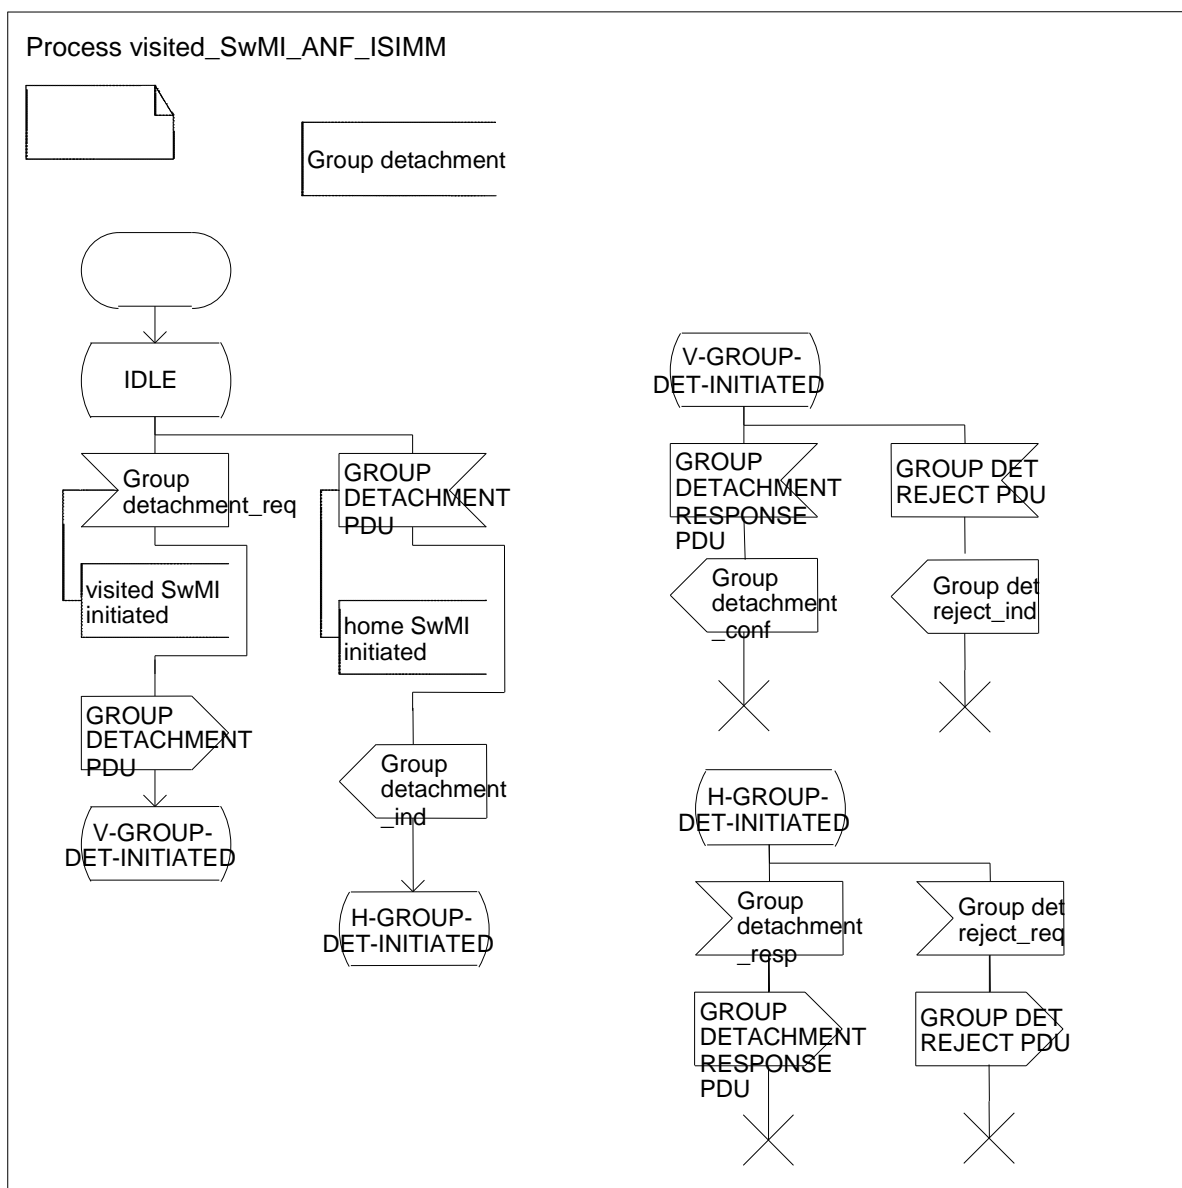 Process visited_SwMI_ANF_ISIMM
Group detachment
IDLE
Group
detachment_req
visited SwMI
initiated
GROUP
DETACHMENT
PDU
V-GROUP-
DET-INITIATED
GROUP
DETACHMENT
PDU
home SwMI
initiated
Group
detachment
_ind
H-GROUP-
DET-INITIATED
V-GROUP-
DET-INITIATED
GROUP
DETACHMENT
RESPONSE
PDU
Group
detachment
_conf
GROUP DET
REJECT PDU
Group det
reject_ind
H-GROUP-
DET-INITIATED
Group
detachment
_resp
GROUP
DETACHMENT
RESPONSE
PDU
Group det
reject_req
GROUP DET
REJECT PDU